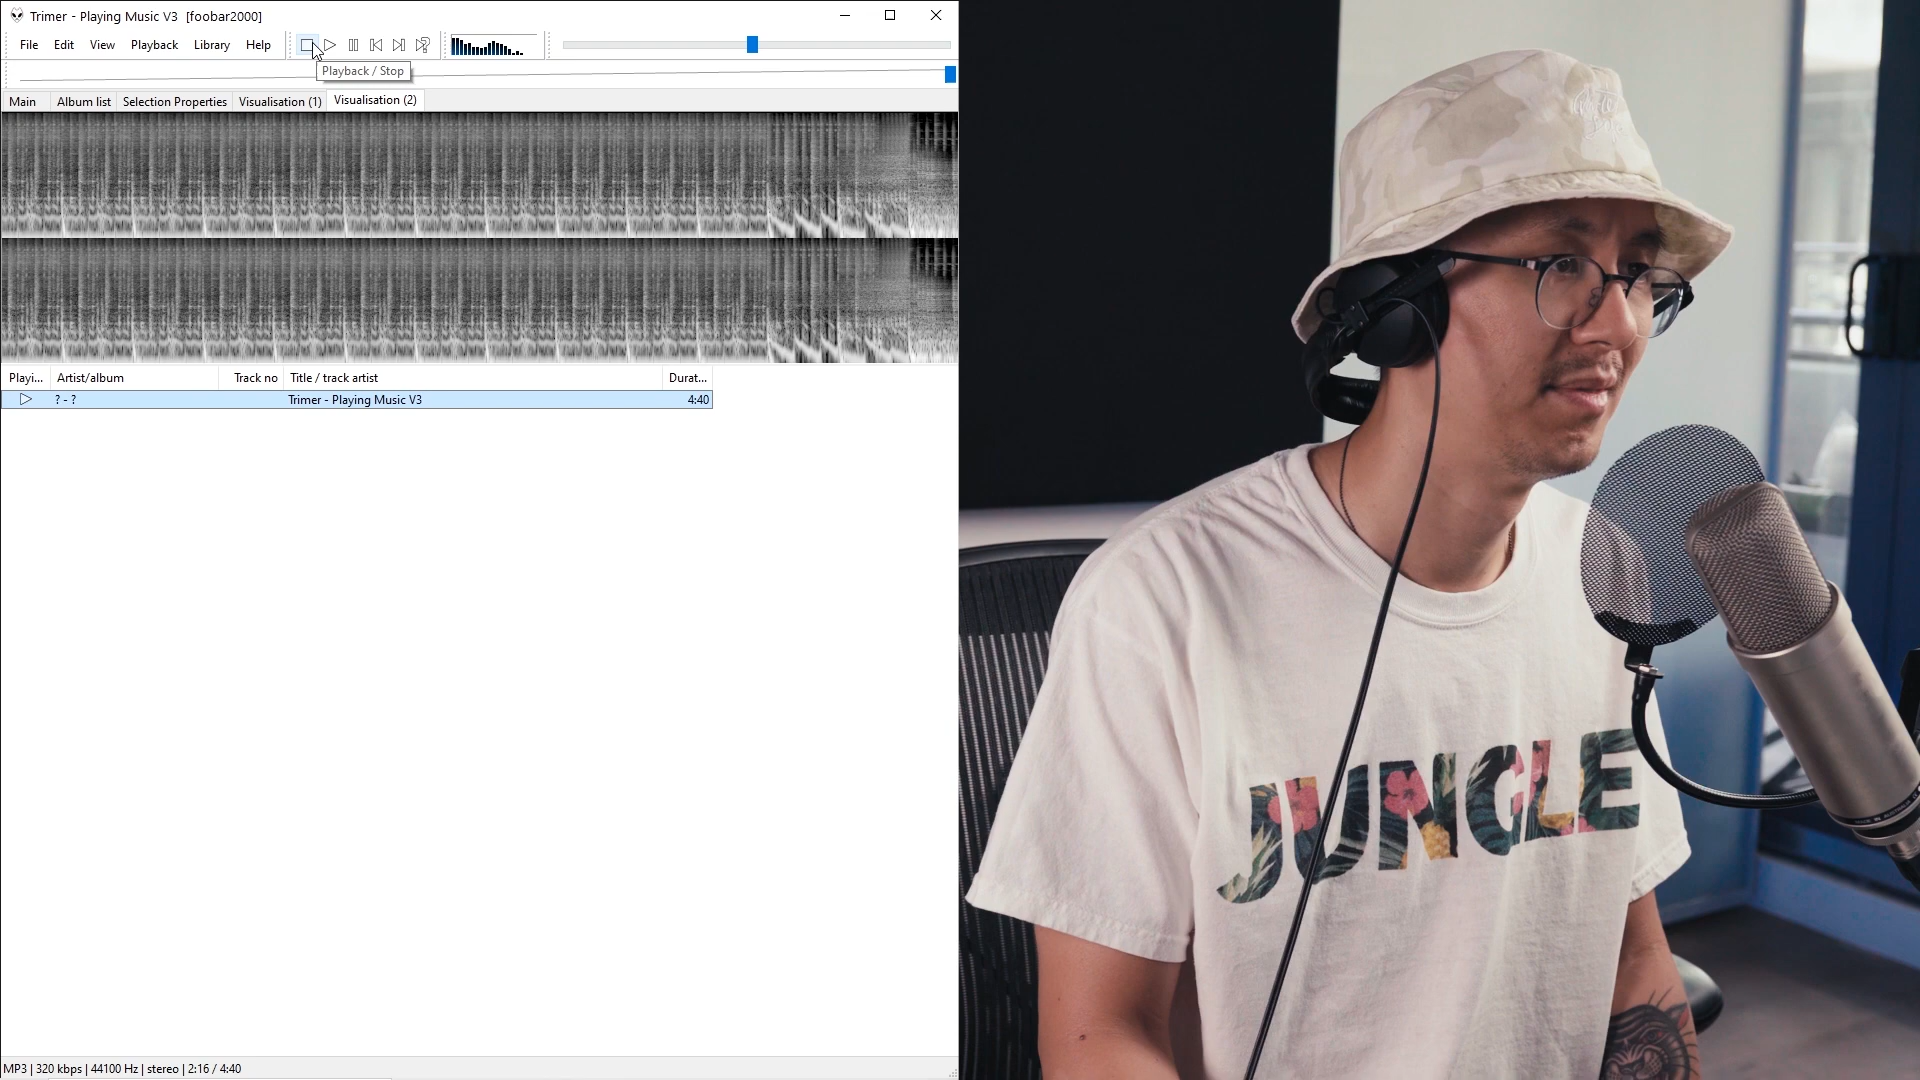 Trimer - Playing Music V3 [foobar2000]
File Edit View Playback Library Help
Playback / Stop
Main Album list Selection Properties Visualisation (1) Visualisation (2)
Playi... Artist/album Track no Title / track artist Durat...
? - ? Trimer - Playing Music V3 4:40
MP3 | 320 kbps | 44100 Hz | stereo | 2:16 / 4:40
JUNGLE